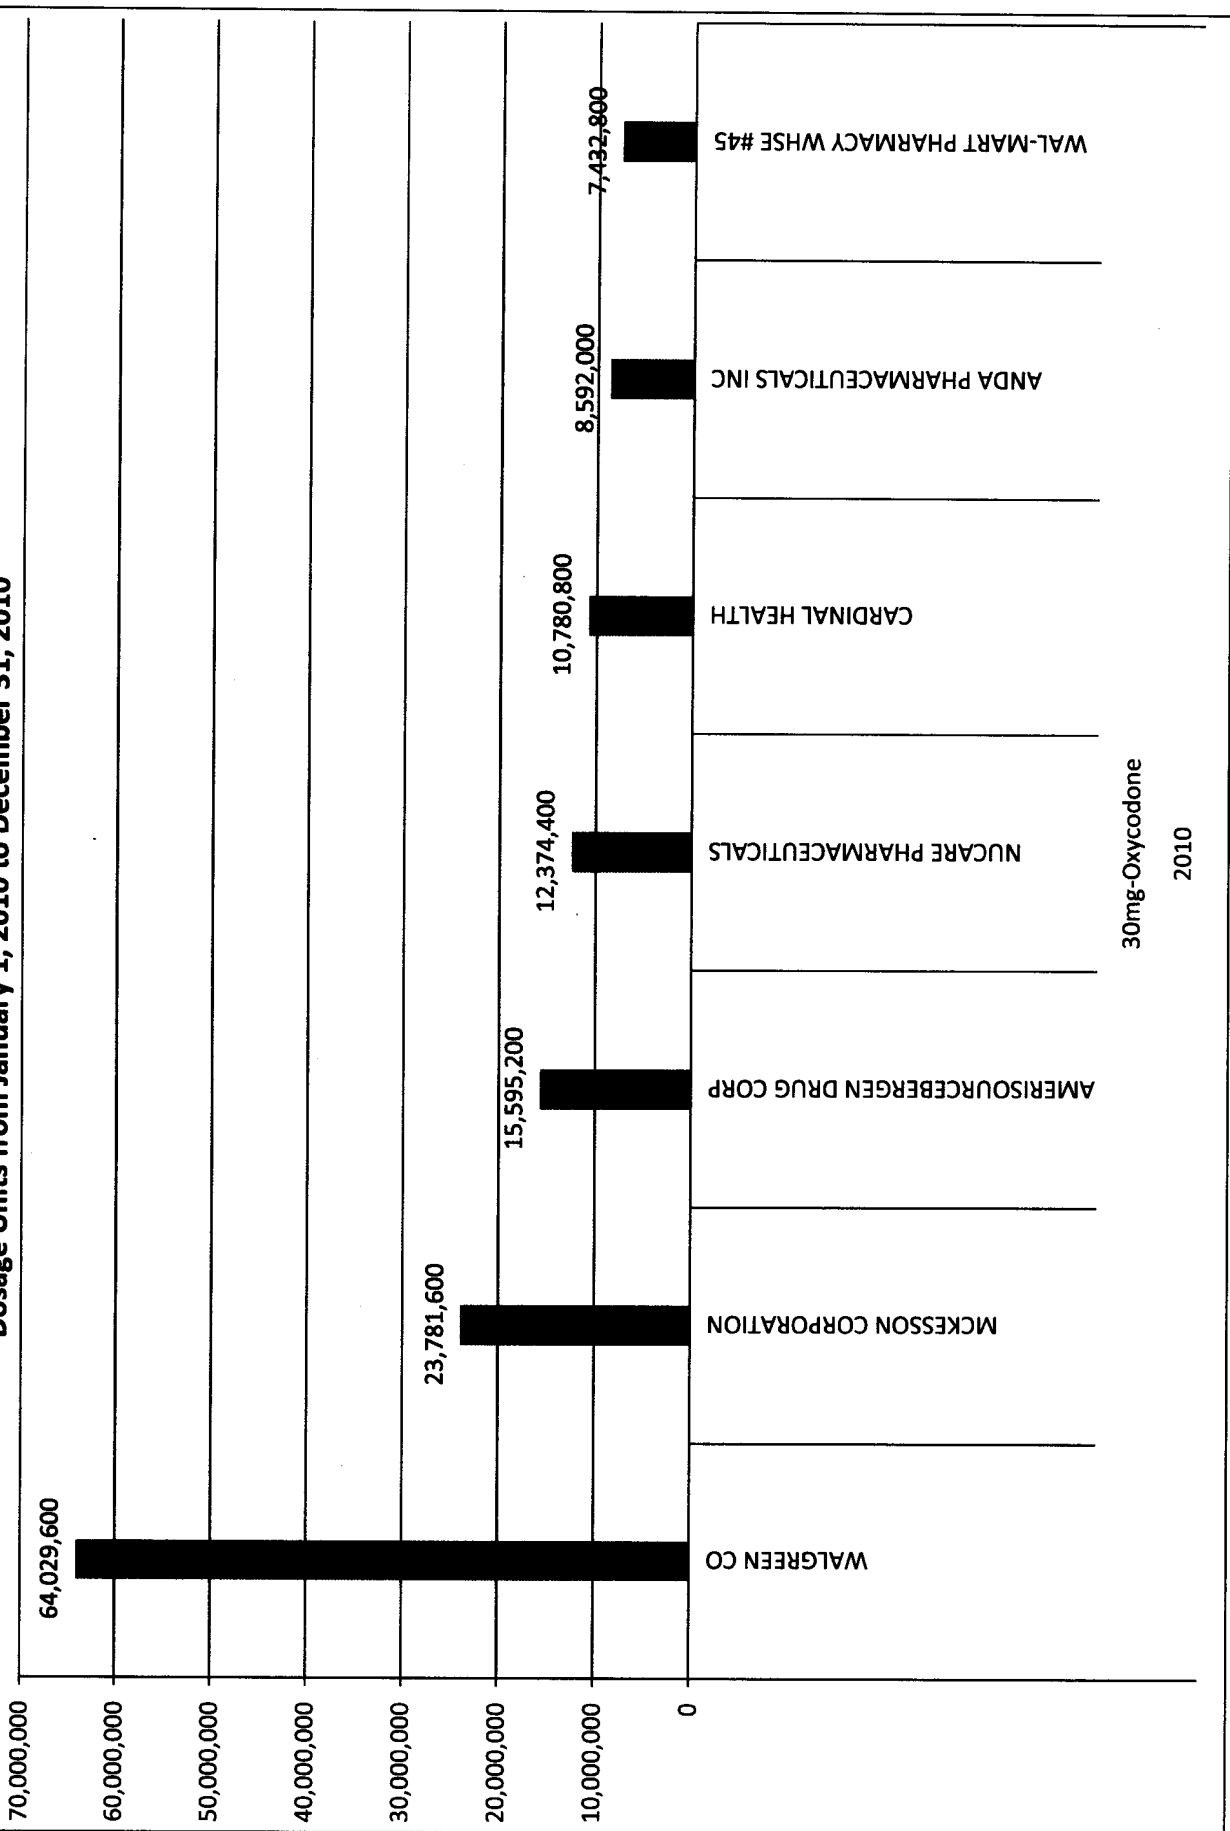 Dosage Units from January 1, 2010 to December 31, 2010
70,000,000
60,000,000
50,000,000
40,000,000
30,000,000
20,000,000
10,000,000
0
64,029,600
23,781,600
15,595,200
12,374,400
10,780,800
8,592,000
7,432,800
WALGREEN CO
MCKESSON CORPORATION
AMERISOURCEBERGEN DRUG CORP
NUCARE PHARMACEUTICALS
CARDINAL HEALTH
ANDA PHARMACEUTICALS INC
WAL-MART PHARMACY WHSE #45
30mg-Oxycodone
2010